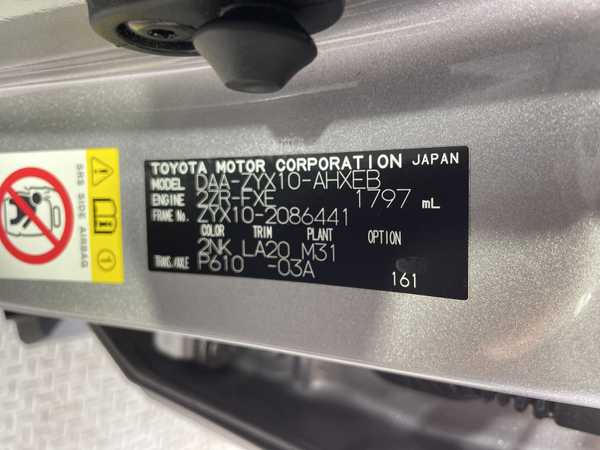 TOYOTA MOTOR CORPORATION JAPAN
MODEL DAA-ZYX10-AHXEB
ENGINE 2ZR-FXE 1797 mL
FRAME No. ZYX10-2086441
COLOR TRIM PLANT OPTION
2NK LA20 M31
TRANS./AXLE P610 -03A
161
SRS SIDE AIRBAG